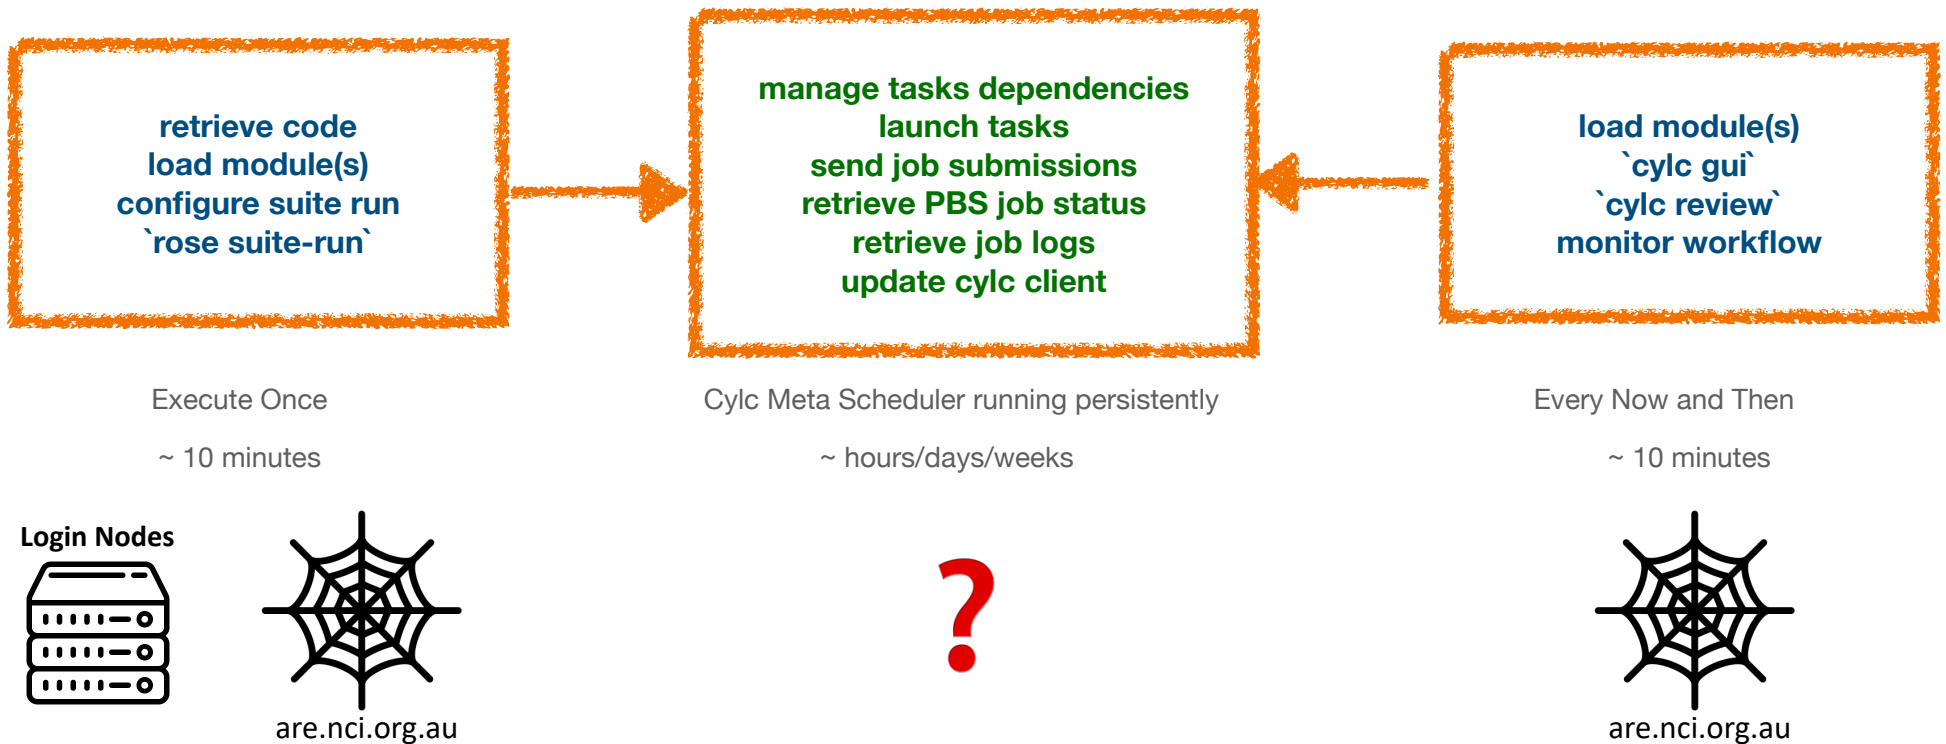 retrieve code
load module(s)
configure suite run
`rose suite-run`
manage tasks dependencies
launch tasks
send job submissions
retrieve PBS job status
retrieve job logs
update cylc client
load module(s)
`cylc gui`
`cylc review`
monitor workflow
Execute Once
~ 10 minutes
Cylc Meta Scheduler running persistently
~ hours/days/weeks
Every Now and Then
~ 10 minutes
Login Nodes
are.nci.org.au
?
are.nci.org.au